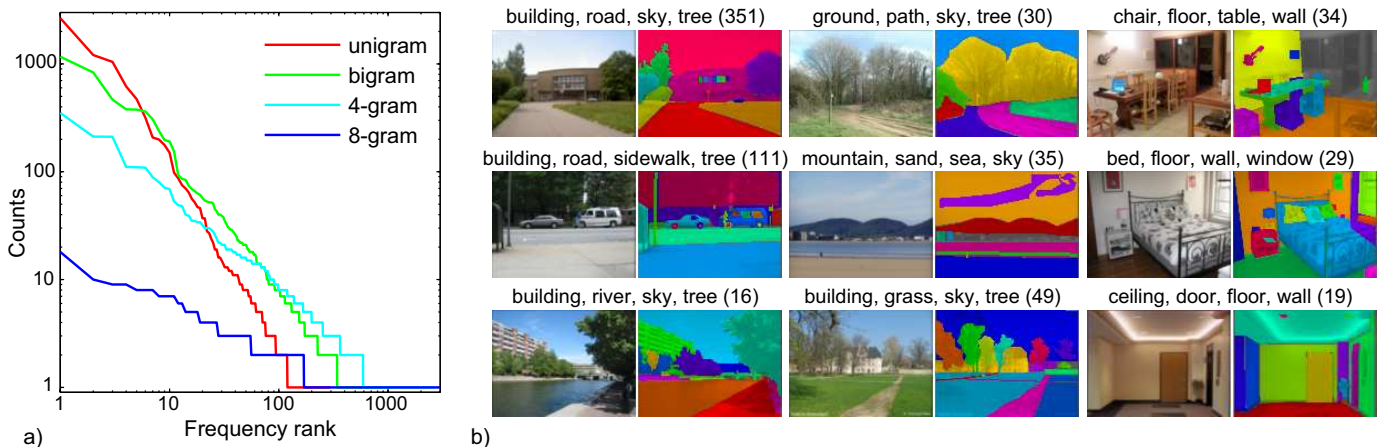 1000
100
10
1
1
10
100
1000
Counts
Frequency rank
unigram
bigram
4-gram
8-gram
a)
building, road, sky, tree (351)
ground, path, sky, tree (30)
chair, floor, table, wall (34)
building, road, sidewalk, tree (111)
mountain, sand, sea, sky (35)
bed, floor, wall, window (29)
building, river, sky, tree (16)
building, grass, sky, tree (49)
ceiling, door, floor, wall (19)
b)